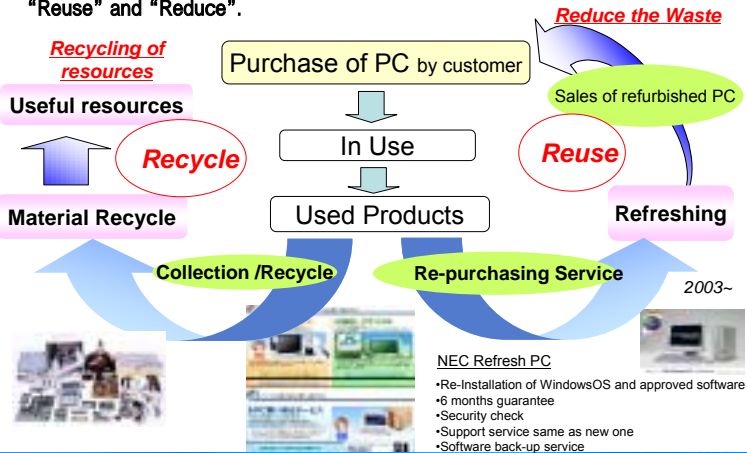 “Reuse” and “Reduce”.
Reduce the Waste
Recycling of
resources
Purchase of PC by customer
Useful resources
Sales of refurbished PC
Recycle
In Use
Reuse
Material Recycle
Used Products
Refreshing
Collection /Recycle
Re-purchasing Service
2003~
NEC Refresh PC
•Re-Installation of WindowsOS and approved software
•6 months guarantee
•Security check
•Support service same as new one
•Software back-up service